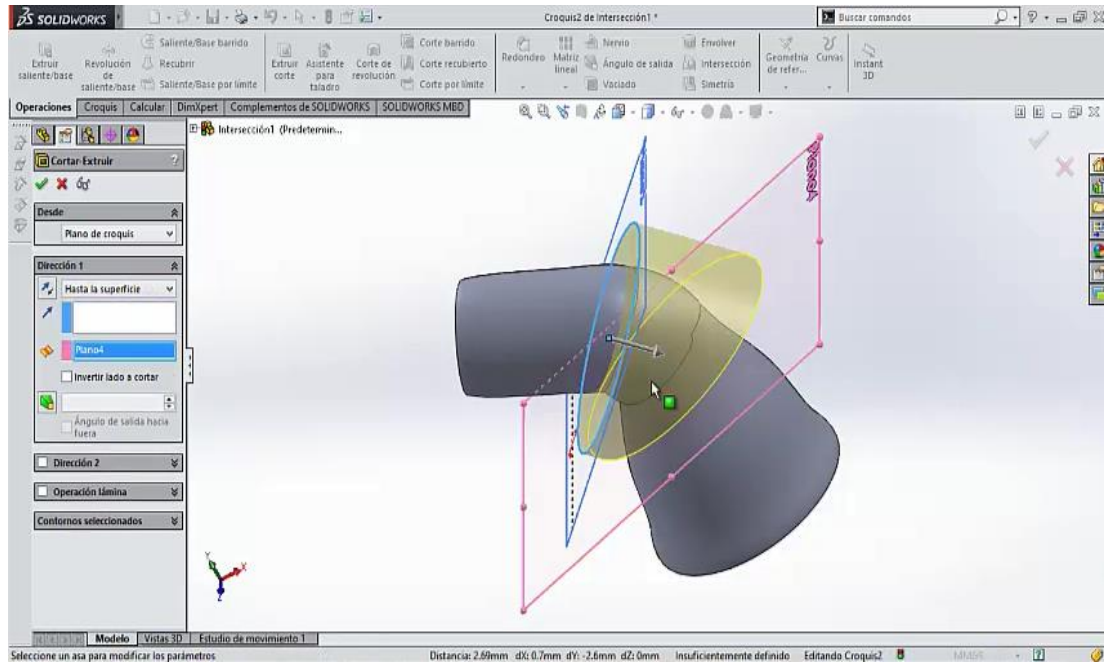 SOLIDWORKS
Croquis2 de Intersección1 *
Buscar comandos
Extruir saliente/base
Revolución de saliente/base
Saliente/Base barrido
Recubrir
Saliente/Base por límite
Extruir corte
Asistente para taladro
Corte de revolución
Corte barrido
Corte recubierto
Corte por límite
Redondeo
Matriz lineal
Nervio
Ángulo de salida
Vaciado
Envolver
Intersección
Simetría
Geometría de refer...
Curvas
Instant 3D
Operaciones
Croquis
Calcular
DimXpert
Complementos de SOLIDWORKS
SOLIDWORKS MBD
Intersección1 (Predetermin...
Cortar-Extruir
?
Desde
Plano de croquis
Dirección 1
Hasta la superficie
Plano4
Invertir lado a cortar
Ángulo de salida hacia fuera
Dirección 2
Operación lámina
Contornos seleccionados
Y
X
Z
Modelo
Vistas 3D
Estudio de movimiento 1
Seleccione un asa para modificar los parámetros
Distancia: 2.69mm dX: 0.7mm dY: -2.6mm dZ: 0mm
Insuficientemente definido
Editando Croquis2